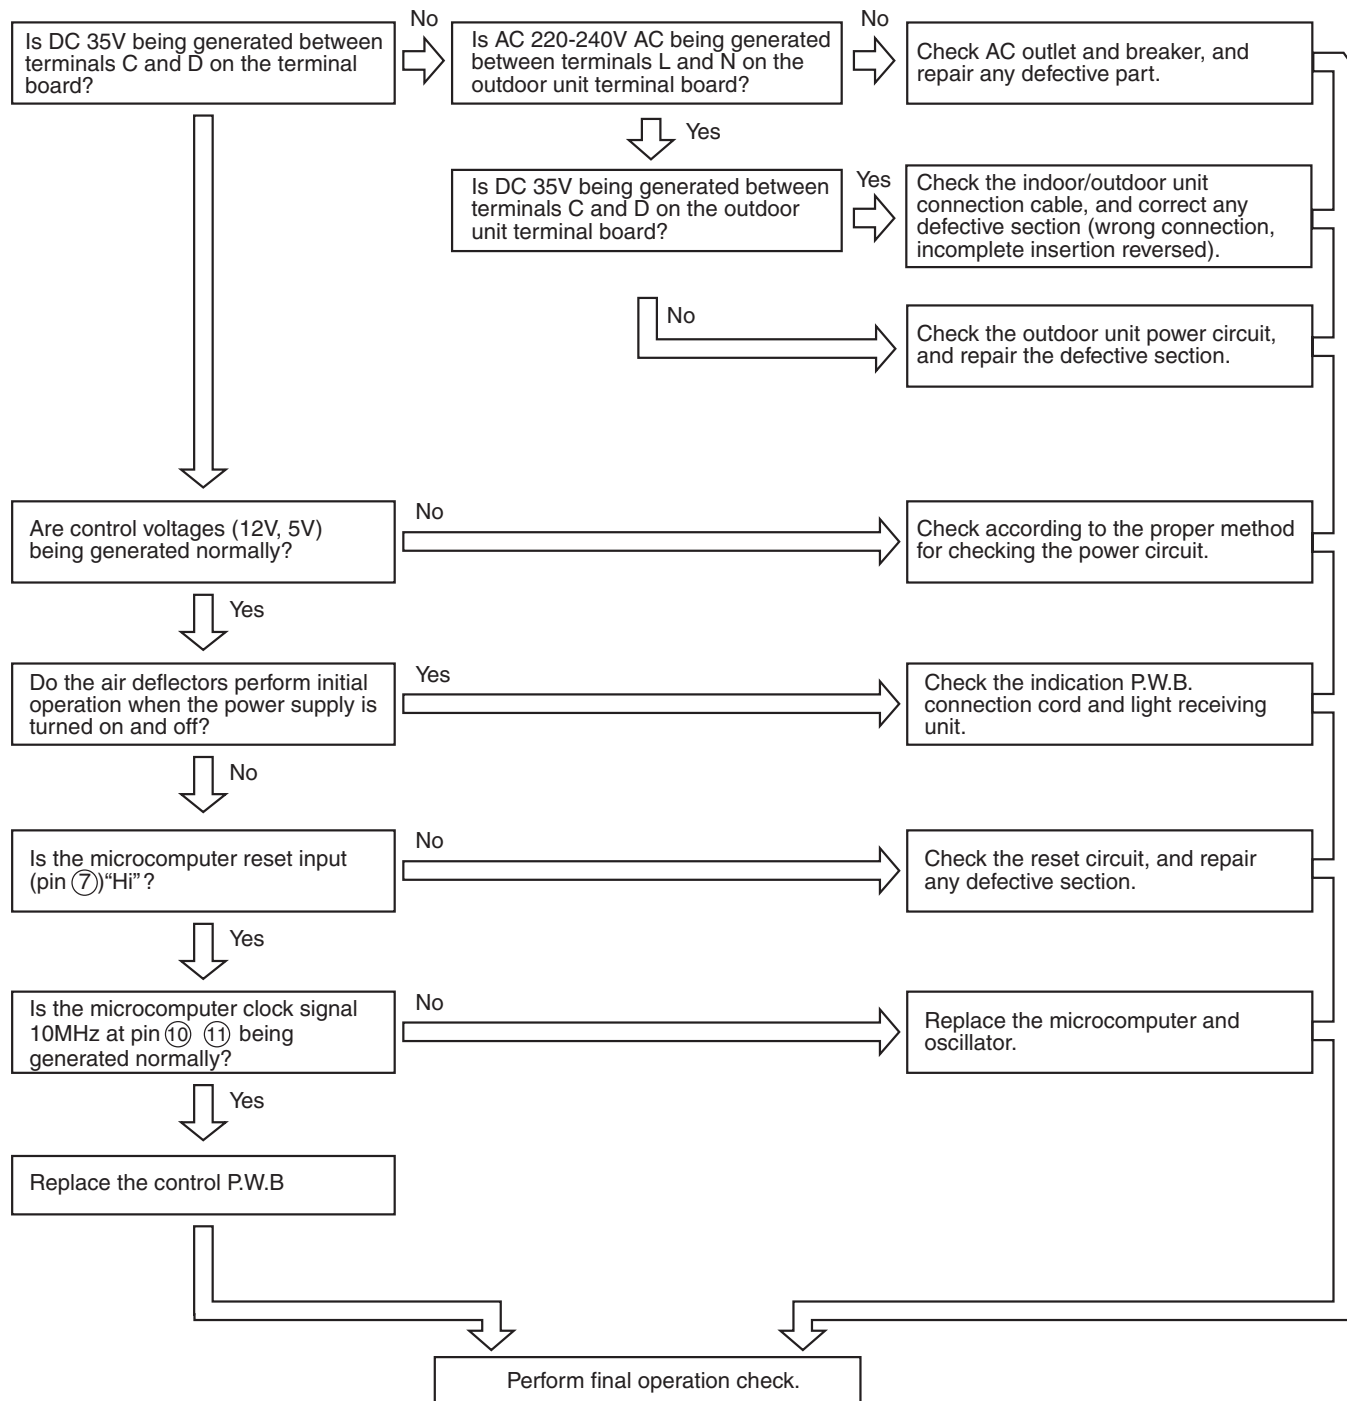 Is DC 35V being generated between
terminals C and D on the terminal
board?
No
Is AC 220-240V AC being generated
between terminals L and N on the
outdoor unit terminal board?
No
Check AC outlet and breaker, and
repair any defective part.
Yes
Is DC 35V being generated between
terminals C and D on the outdoor
unit terminal board?
Yes
Check the indoor/outdoor unit
connection cable, and correct any
defective section (wrong connection,
incomplete insertion reversed).
No
Check the outdoor unit power circuit,
and repair the defective section.
Are control voltages (12V, 5V)
being generated normally?
No
Check according to the proper method
for checking the power circuit.
Yes
Do the air deflectors perform initial
operation when the power supply is
turned on and off?
Yes
Check the indication P.W.B.
connection cord and light receiving
unit.
No
Is the microcomputer reset input
(pin ⑦)“Hi”?
No
Check the reset circuit, and repair
any defective section.
Yes
Is the microcomputer clock signal
10MHz at pin ⑩ ⑪ being
generated normally?
No
Replace the microcomputer and
oscillator.
Yes
Replace the control P.W.B
Perform final operation check.